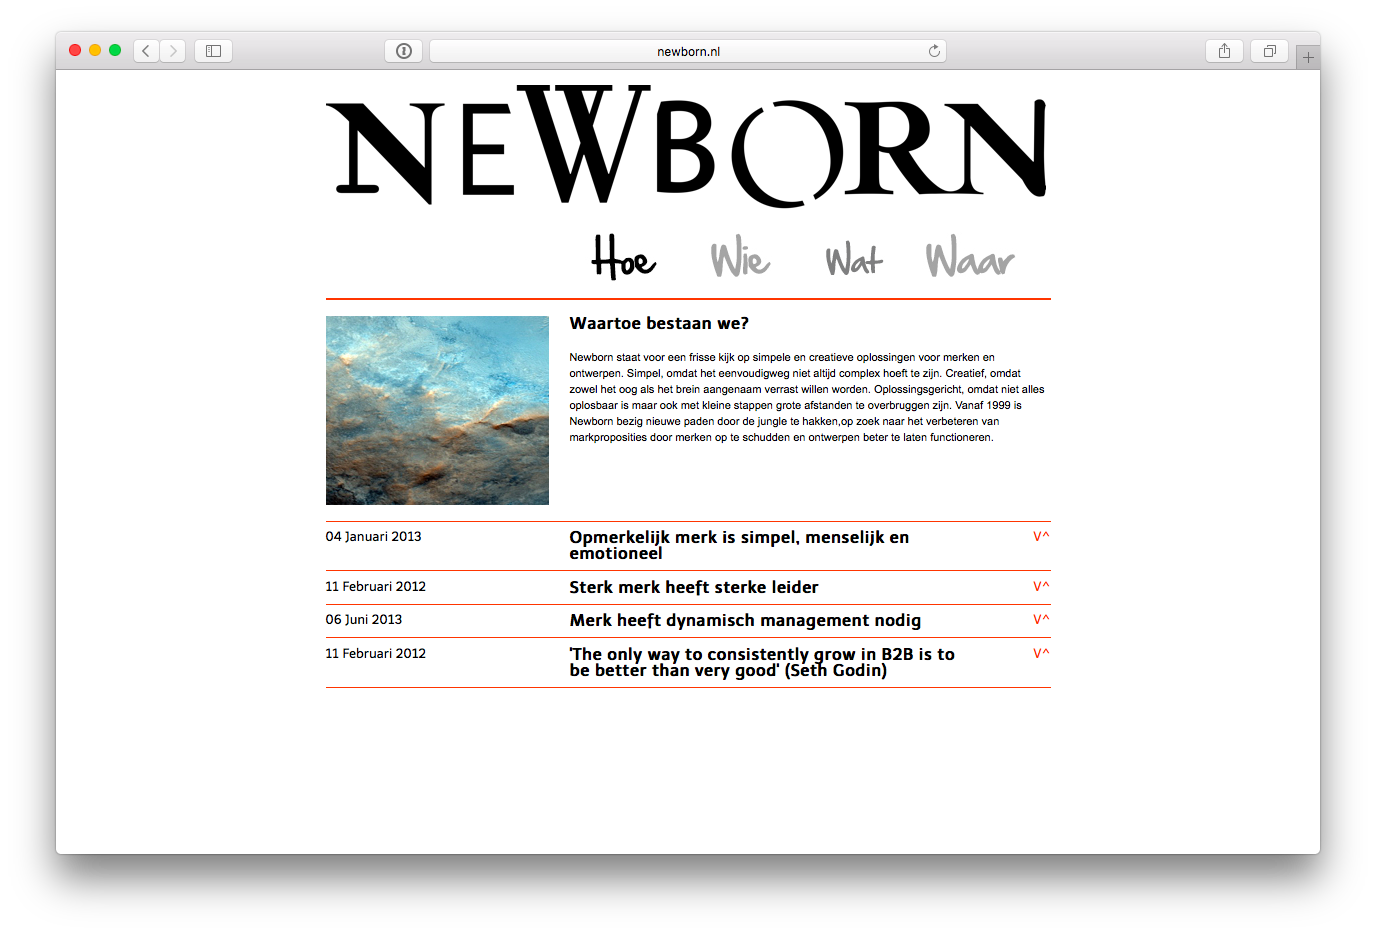 newborn.nl
NEWBORN
Hoe Wie Wat Waar
Waartoe bestaan we?
Newborn staat voor een frisse kijk op simpele en creatieve oplossingen voor merken en
ontwerpen. Simpel, omdat het eenvoudigweg niet altijd complex hoeft te zijn. Creatief, omdat
zowel het oog als het brein aangenaam verrast willen worden. Oplossingsgericht, omdat niet alles
oplosbaar is maar ook met kleine stappen grote afstanden te overbruggen zijn. Vanaf 1999 is
Newborn bezig nieuwe paden door de jungle te hakken,op zoek naar het verbeteren van
markproposities door merken op te schudden en ontwerpen beter te laten functioneren.
04 Januari 2013 Opmerkelijk merk is simpel, menselijk en V^
emotioneel
11 Februari 2012 Sterk merk heeft sterke leider V^
06 Juni 2013 Merk heeft dynamisch management nodig V^
11 Februari 2012 'The only way to consistently grow in B2B is to V^
be better than very good' (Seth Godin)